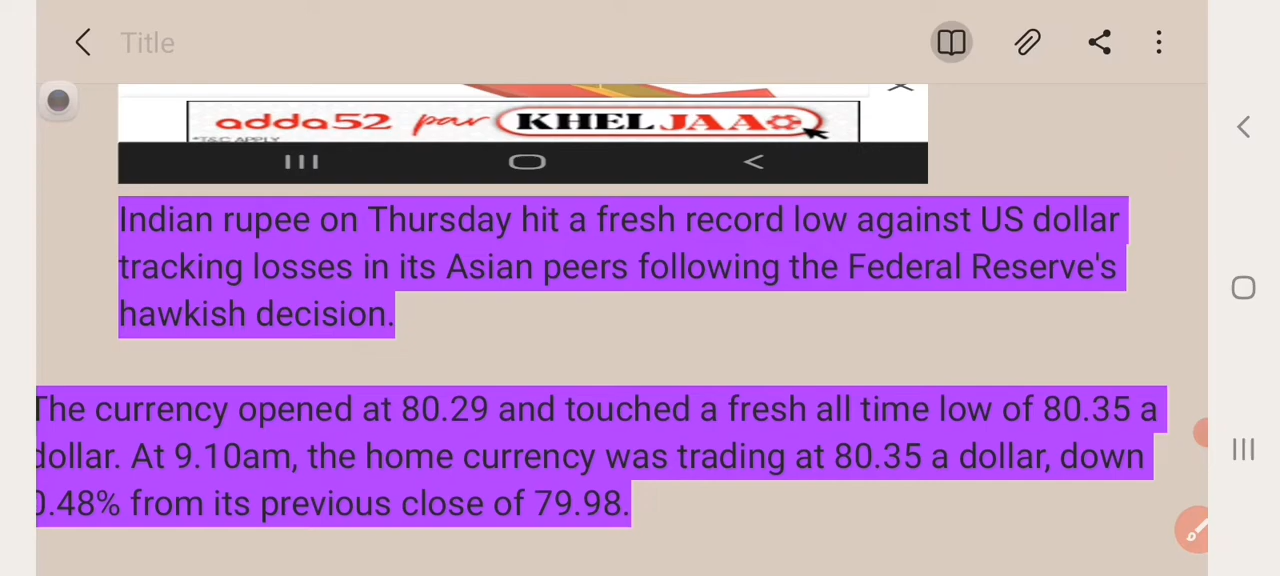 Title
adda52 par KHEL JAAO
*T&C APPLY
Indian rupee on Thursday hit a fresh record low against US dollar
tracking losses in its Asian peers following the Federal Reserve's
hawkish decision.
The currency opened at 80.29 and touched a fresh all time low of 80.35 a
dollar. At 9.10am, the home currency was trading at 80.35 a dollar, down
0.48% from its previous close of 79.98.